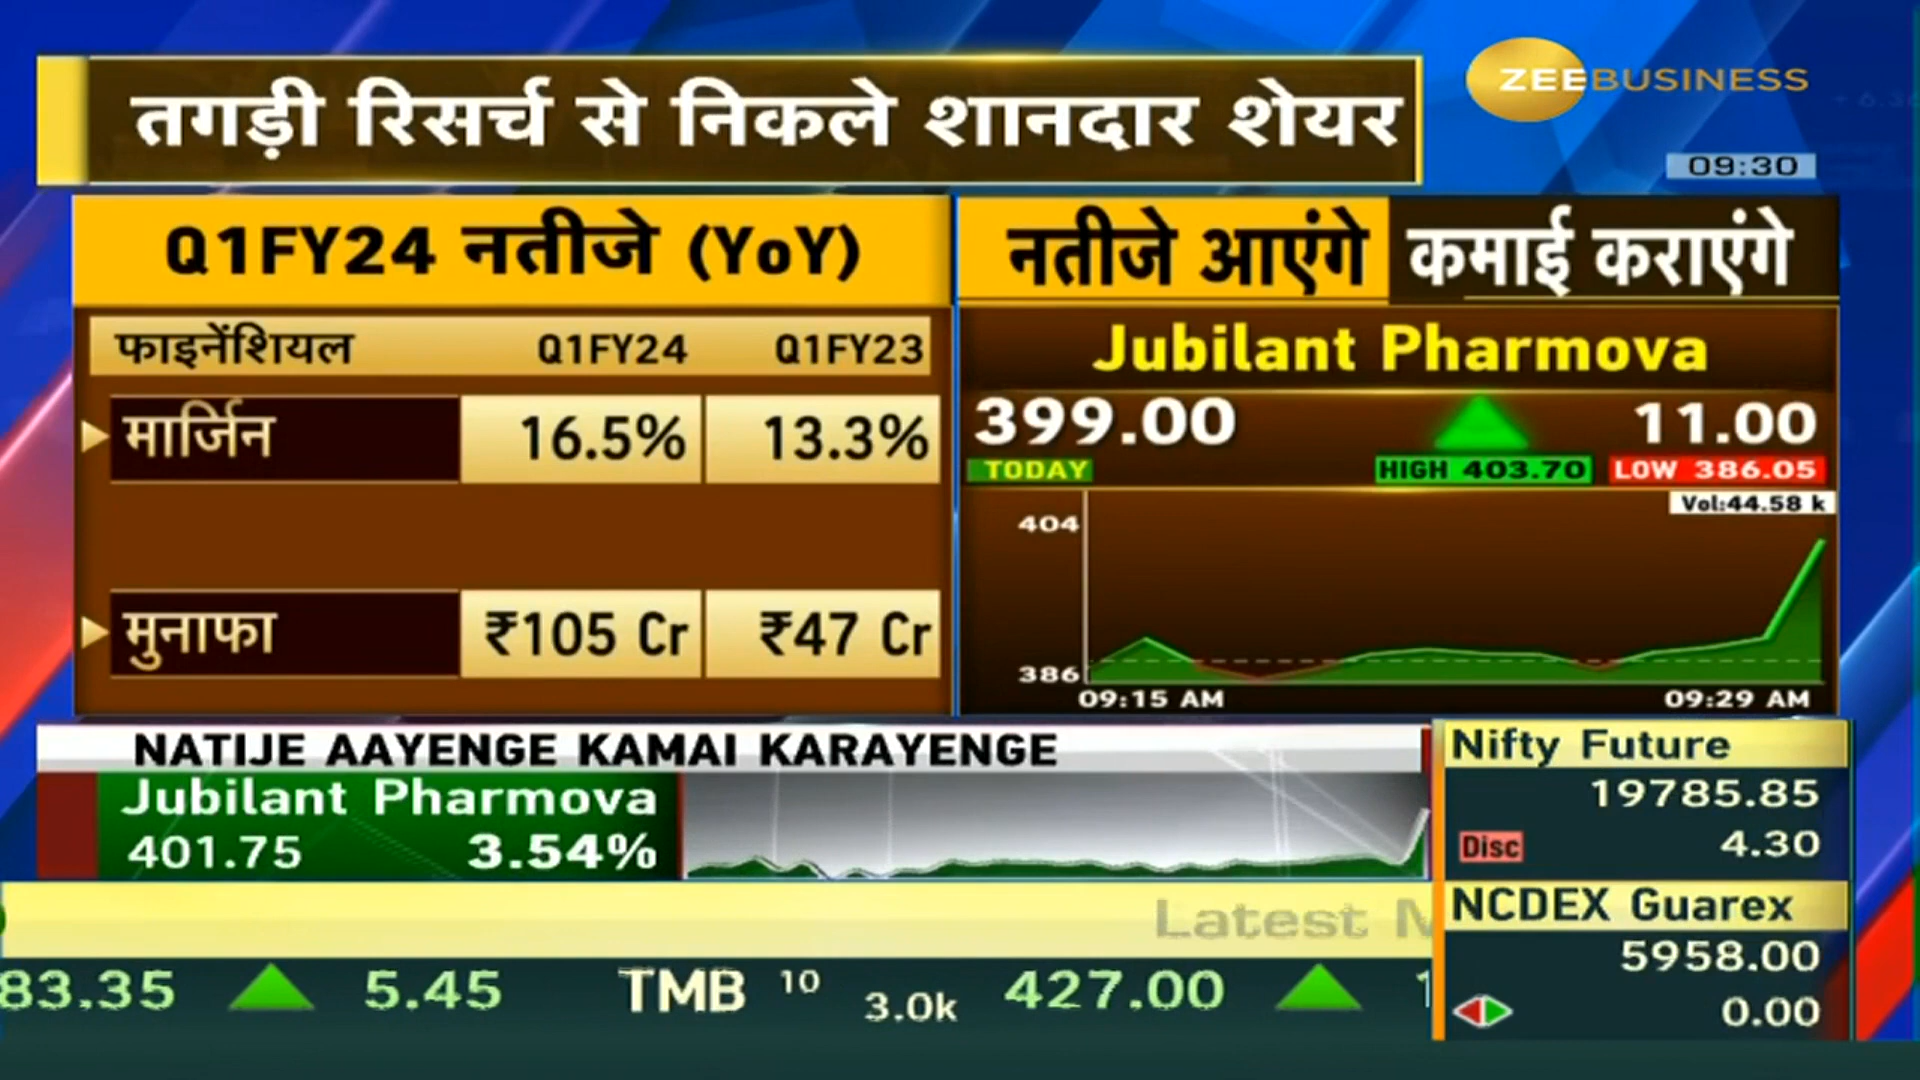 तगड़ी रिसर्च से निकले शानदार शेयर
ZEEBUSINESS
09:30
Q1FY24 नतीजे (YoY)
फाइनेंशियल Q1FY24 Q1FY23
मार्जिन 16.5% 13.3%
मुनाफा ₹105 Cr ₹47 Cr
नतीजे आएंगे कमाई कराएंगे
Jubilant Pharmova
399.00 11.00
TODAY HIGH 403.70 LOW 386.05
Vol:44.58 k
404
386
09:15 AM 09:29 AM
NATIJE AAYENGE KAMAI KARAYENGE
Jubilant Pharmova
401.75 3.54%
Nifty Future
19785.85
Disc 4.30
NCDEX Guarex
5958.00
0.00
Latest
83.35 5.45 TMB 10 3.0k 427.00